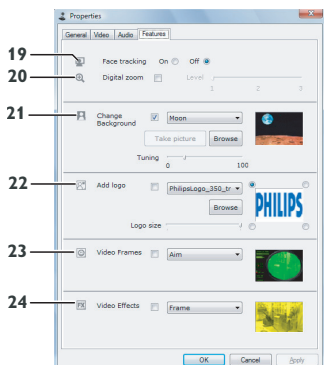 Properties
General Video Audio Features
19 Face tracking On Off
20 Digital zoom Level
1 2 3
21 Change Background Moon
Take picture Browse
Tuning
0 100
22 Add logo PhilipsLogo_350_tr
Browse
PHILIPS
Logo size
23 Video Frames Aim
24 FX Video Effects Frame
OK Cancel Apply